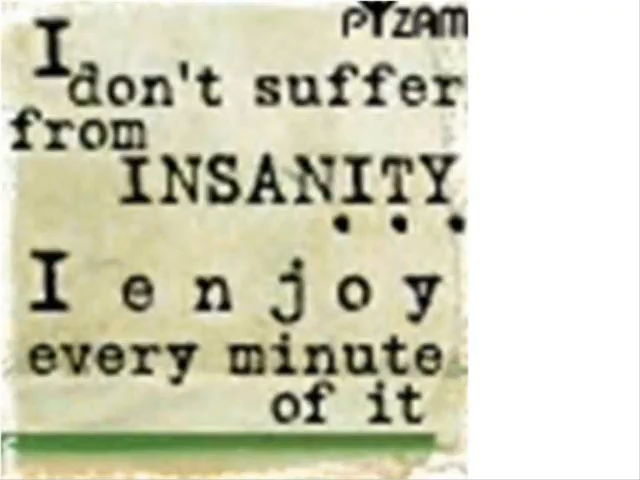 PYZAM
I
don't suffer
from
INSANITY
...
I enjoy
every minute
of it